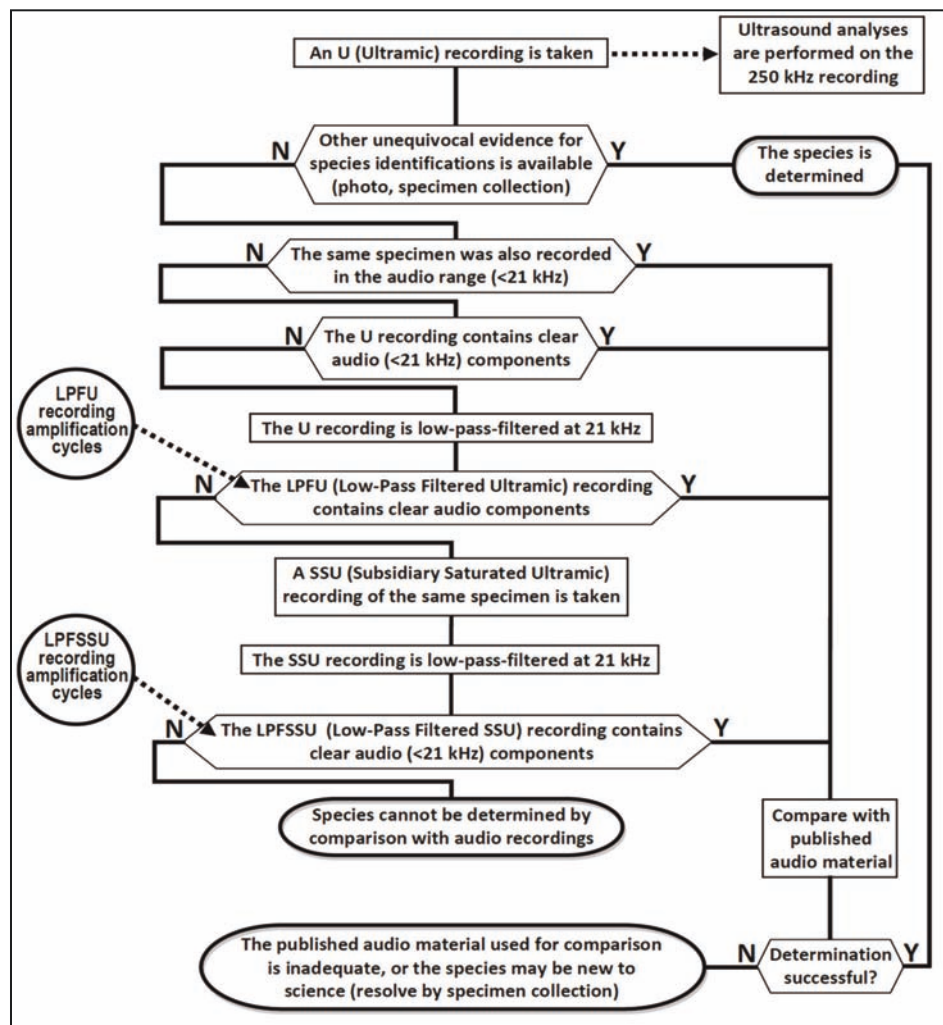 An U (Ultramic) recording is taken
Ultrasound analyses
are performed on the
250 kHz recording
N
Other unequivocal evidence for
species identifications is available
(photo, specimen collection)
Y
The species is
determined
N
The same specimen was also recorded
in the audio range (<21 kHz)
Y
N
The U recording contains clear
audio (<21 kHz) components
Y
LPFU
recording
amplification
cycles
The U recording is low-pass-filtered at 21 kHz
N
The LPFU (Low-Pass Filtered Ultramic) recording
contains clear audio components
Y
A SSU (Subsidiary Saturated Ultramic)
recording of the same specimen is taken
LPFSSU
recording
amplification
cycles
The SSU recording is low-pass-filtered at 21 kHz
N
The LPFSSU (Low-Pass Filtered SSU) recording contains
clear audio (<21 kHz) components
Y
Species cannot be determined by
comparison with audio recordings
Compare with
published
audio material
The published audio material used for comparison
is inadequate, or the species may be new to
science (resolve by specimen collection)
N
Determination
successful?
Y